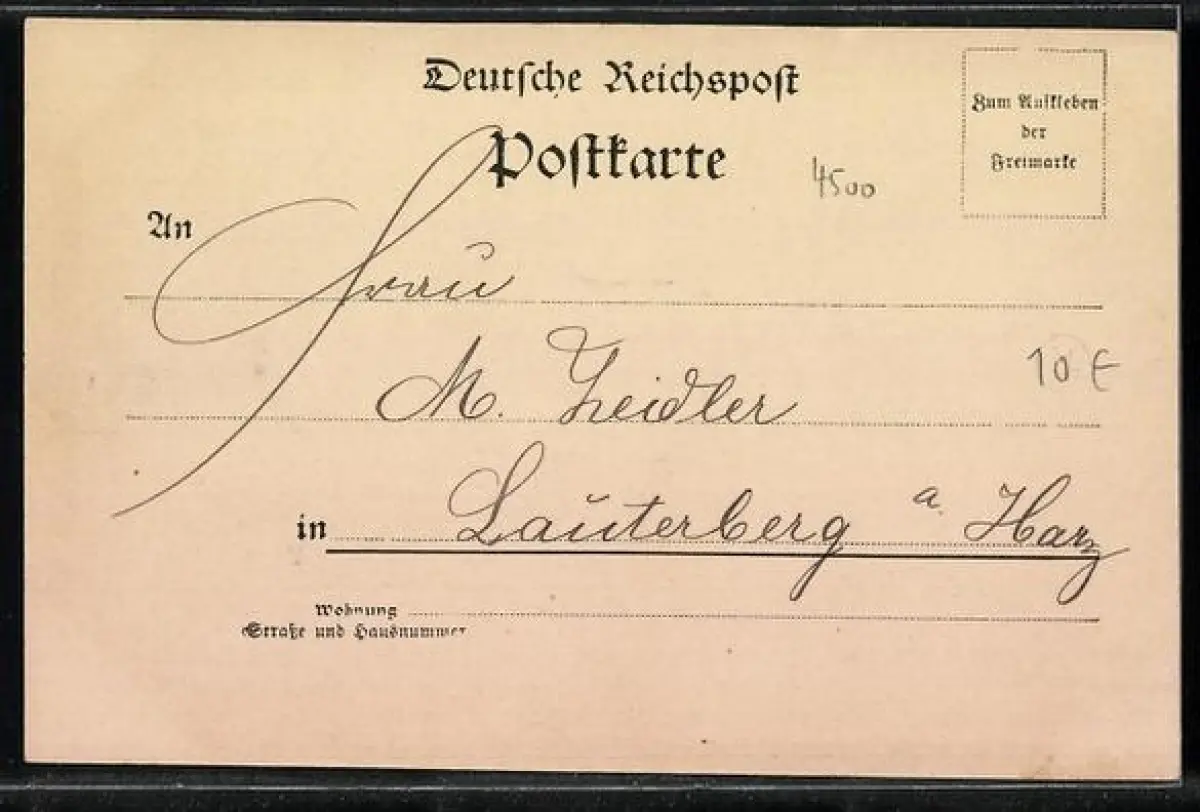 Deutsche Reichspost
Postkarte
Zum Aufkleben
der
Freimarke
4500
An
Frau
10 €
M. Zeidler
in Lauterberg a. Harz
Wohnung
Straße und Hausnummer